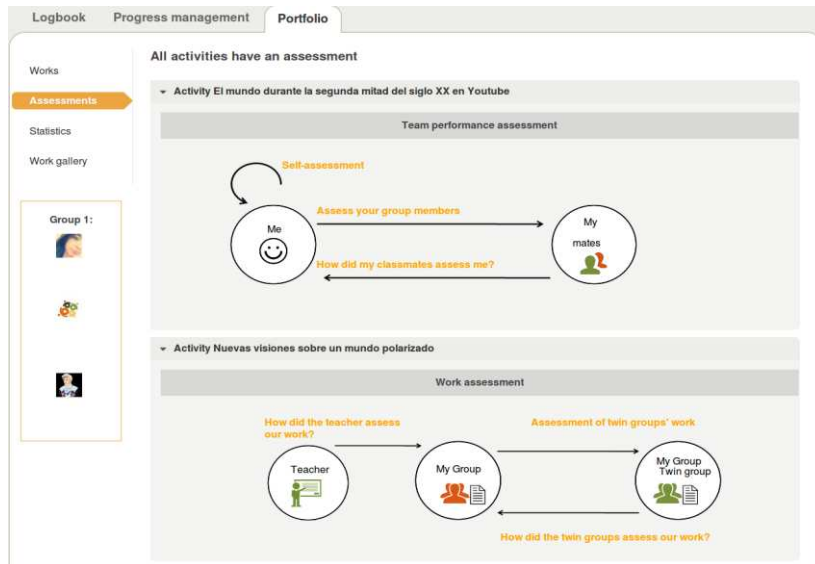 Logbook
Progress management
Portfolio
All activities have an assessment
Works
Assessments
Statistics
Work gallery
Group 1:
Activity El mundo durante la segunda mitad del siglo XX en Youtube
Team performance assessment
Self-assessment
Assess your group members
Me
My
mates
How did my classmates assess me?
Activity Nuevas visiones sobre un mundo polarizado
Work assessment
How did the teacher assess
our work?
Assessment of twin groups' work
Teacher
My Group
My Group
Twin group
How did the twin groups assess our work?